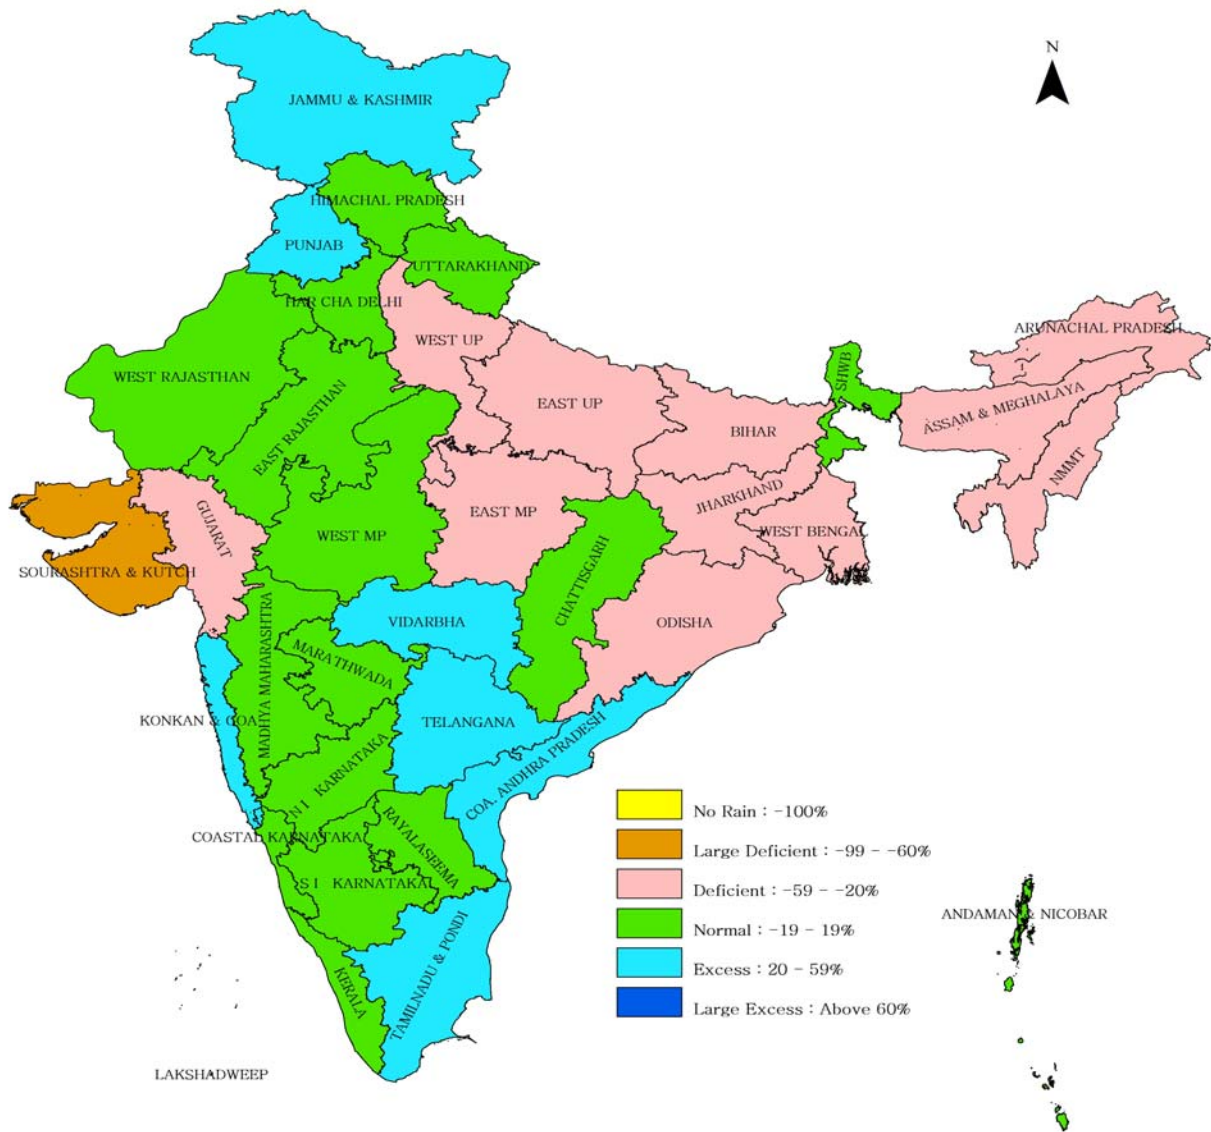 N
JAMMU & KASHMIR
HIMACHAL PRADESH
PUNJAB
UTTARAKHAND
HAR CHA DELHI
ARUNACHAL PRADESH
WEST UP
SHWB
WEST RAJASTHAN
EAST RAJASTHAN
EAST UP
ASSAM & MEGHALAYA
BIHAR
NMMT
JHARKHAND
GUJARAT
EAST MP
WEST MP
WEST BENGAL
SOURASHTRA & KUTCH
CHATTISGARH
VIDARBHA
ODISHA
MADHYA MAHARASHTRA
MARATHWADA
KONKAN & GOA
TELANGANA
COA. ANDHRA PRADESH
N I KARNATAKA
COASTAL KARNATAKA
RAYALASEEMA
S I KARNATAKA
TAMILNADU & PONDI
KERALA
LAKSHADWEEP
ANDAMAN & NICOBAR
No Rain : -100%
Large Deficient : -99 - -60%
Deficient : -59 - -20%
Normal : -19 - 19%
Excess : 20 - 59%
Large Excess : Above 60%